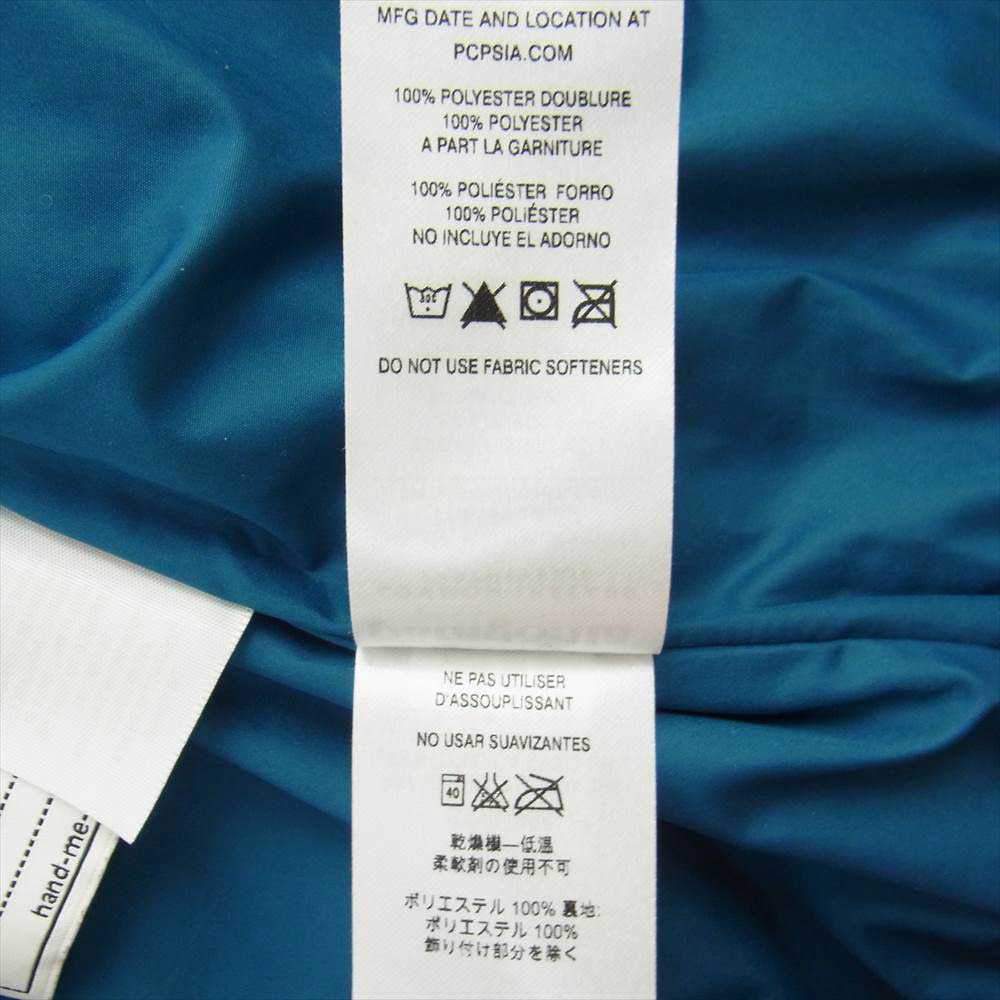 MFG DATE AND LOCATION AT
PCPSIA.COM
100% POLYESTER DOUBLURE
100% POLYESTER
A PART LA GARNITURE
100% POLIÉSTER FORRO
100% POLIÉSTER
NO INCLUYE EL ADORNO
DO NOT USE FABRIC SOFTENERS
NE PAS UTILISER
D'ASSOUPLISSANT
NO USAR SUAVIZANTES
40
乾燥機—低温
柔軟剤の使用不可
ポリエステル 100% 裏地:
ポリエステル 100%
飾り付け部分を除く
hand-me-